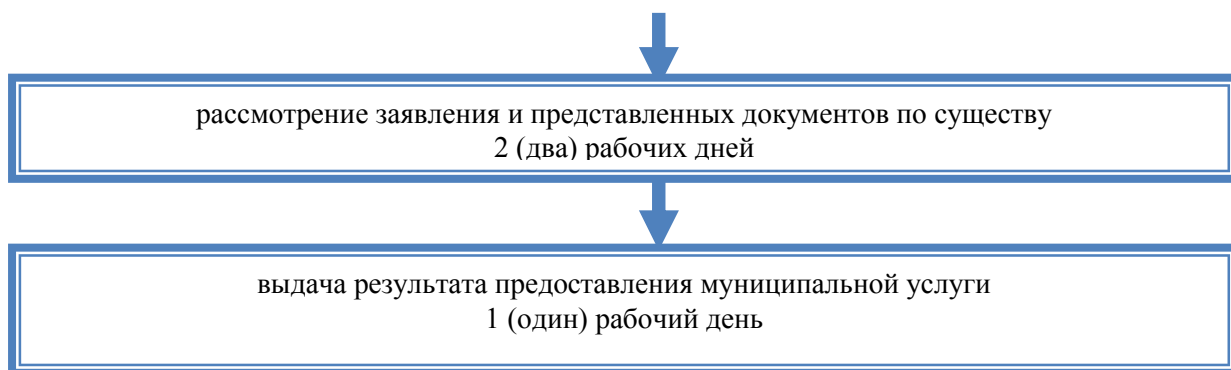 рассмотрение заявления и представленных документов по существу
2 (два) рабочих дней
выдача результата предоставления муниципальной услуги
1 (один) рабочий день